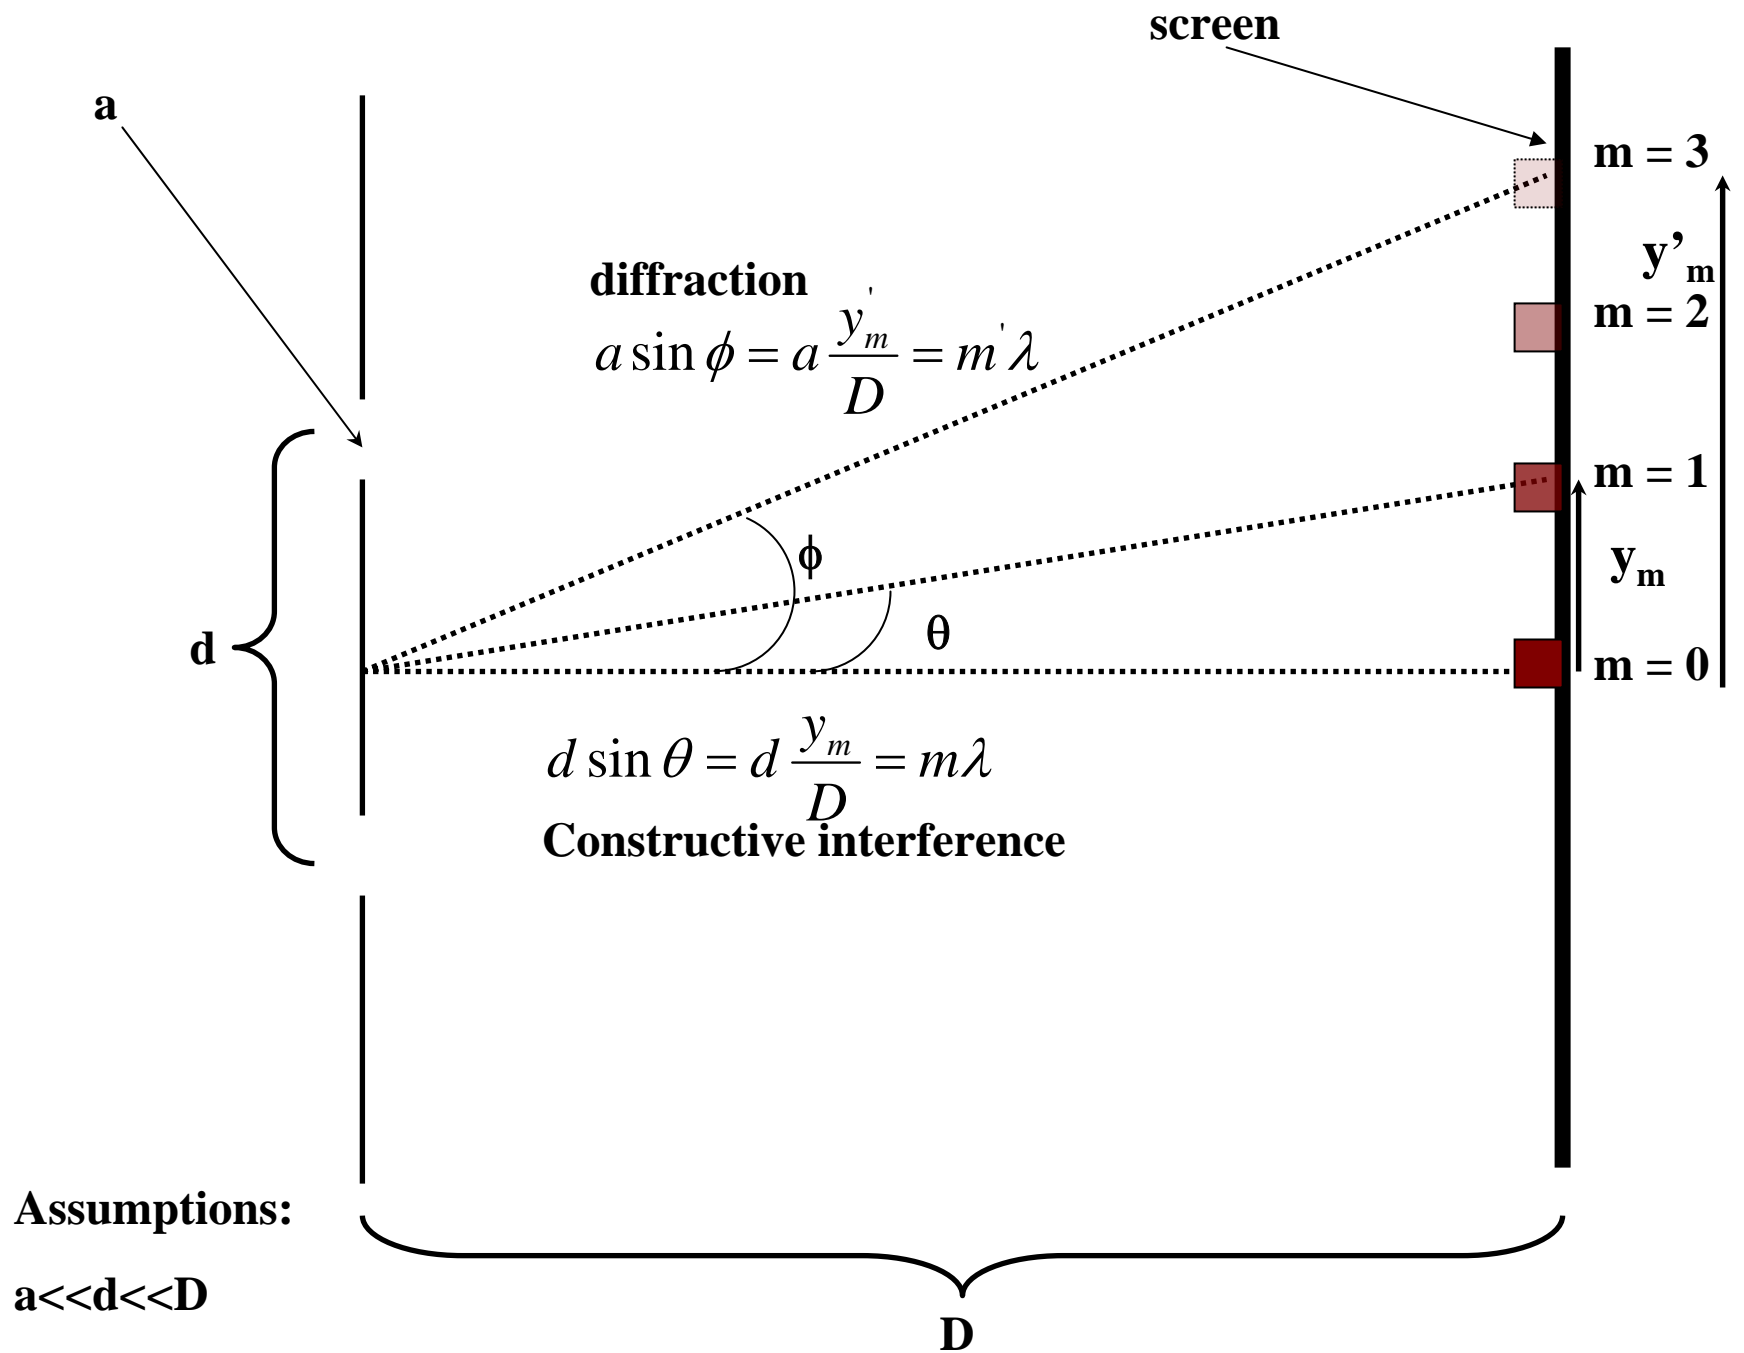 screen
a
m = 3
y’m
diffraction
m = 2
a sin ϕ = a y'm / D = m'λ
m = 1
ϕ
ym
θ
d
m = 0
d sin θ = d ym / D = mλ
Constructive interference
Assumptions:
a<<d<<D
D